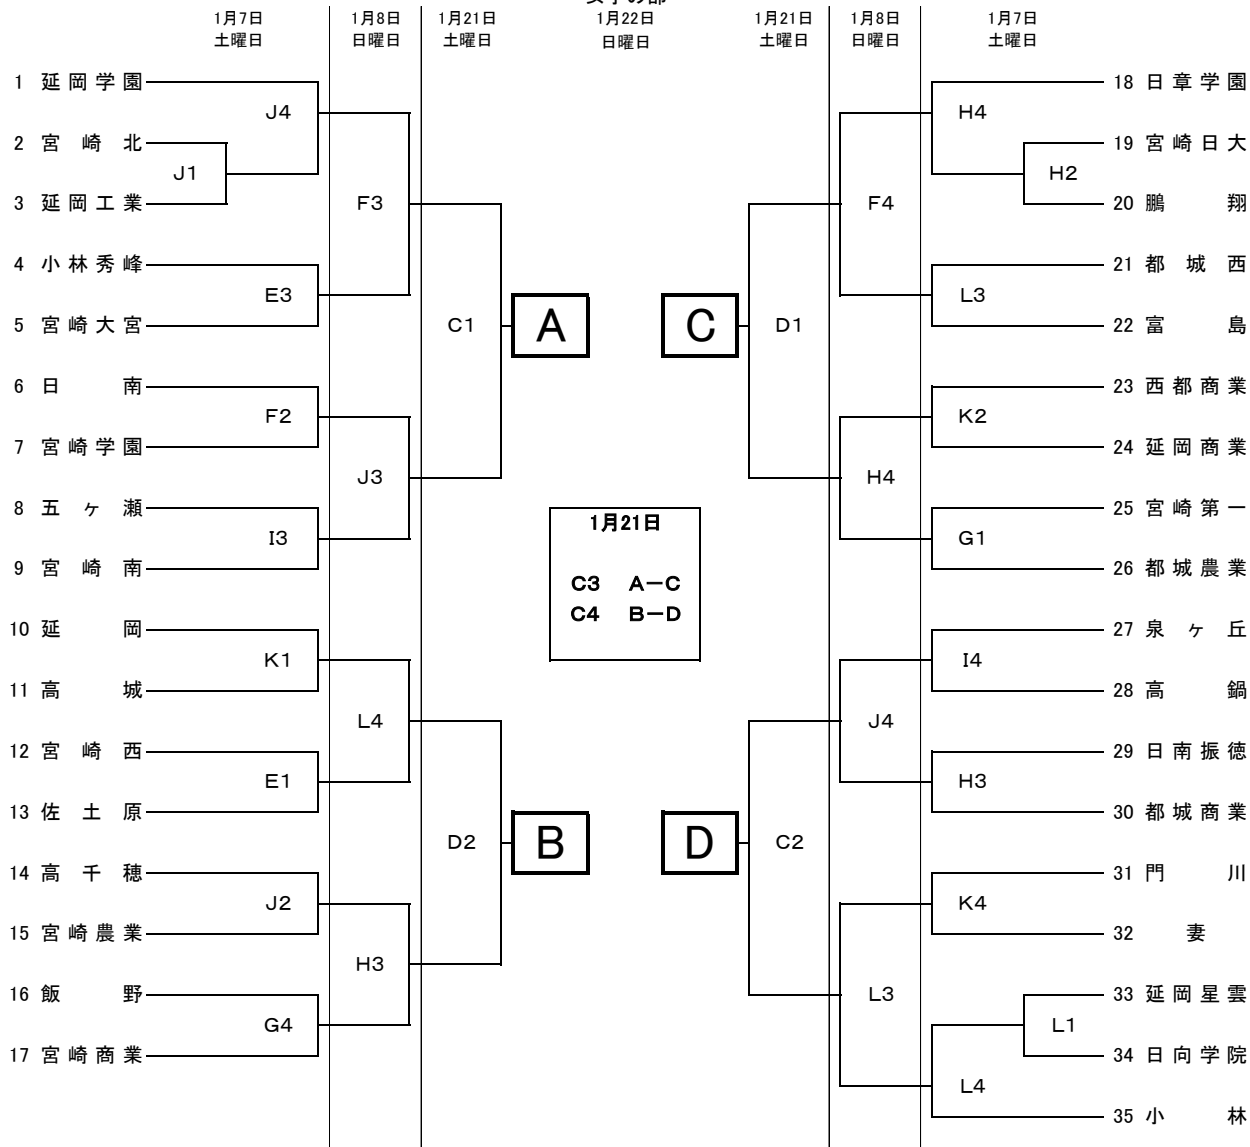 1月7日 1月8日 1月21日 1月22日 1月21日 1月8日 1月7日
土曜日 日曜日 土曜日 日曜日 土曜日 日曜日 土曜日
1 延岡学園 18 日章学園
J4 H4
2 宮崎北 19 宮崎日大
J1 H2
3 延岡工業 F3 F4 20 鵬翔
4 小林秀峰 21 都城西
E3 L3
5 宮崎大宮 C1 A C D1 22 富島
6 日南 23 西都商業
F2 K2
7 宮崎学園 24 延岡商業
J3 H4
8 五ヶ瀬 25 宮崎第一
1月21日
I3 G1
9 宮崎南 26 都城農業
C3 A－C
C4 B－D
10 延岡 27 泉ヶ丘
K1 I4
11 高城 28 高鍋
L4 J4
12 宮崎西 29 日南振徳
E1 H3
13 佐土原 30 都城商業
D2 B D C2
14 高千穂 31 門川
J2 K4
15 宮崎農業 32 妻
H3
16 飯野 L3 33 延岡星雲
G4 L1
17 宮崎商業 34 日向学院
L4
35 小林